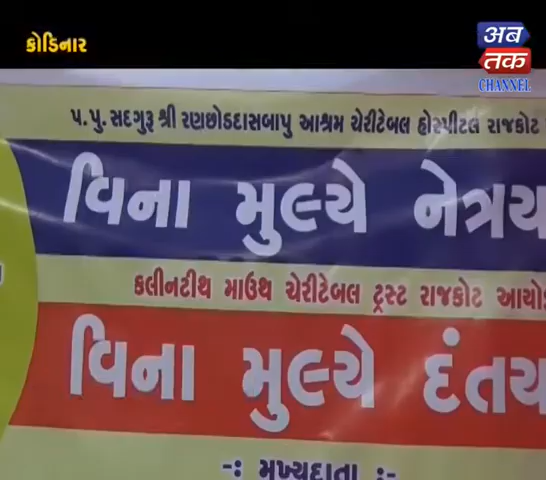 કોડિનાર
અબ
તક
CHANNEL
પ.પુ. સદગુરૂ શ્રી રણછોડદાસબાપુ આશ્રમ ચેરીટેબલ હોસ્પીટલ રાજકોટ
વિના મુલ્યે નેત્રય
કલીનટીથ માઉથ ચેરીટેબલ ટ્રસ્ટ રાજકોટ આયો
વિના મુલ્યે દંતય
-: મુખ્યદાતા :-